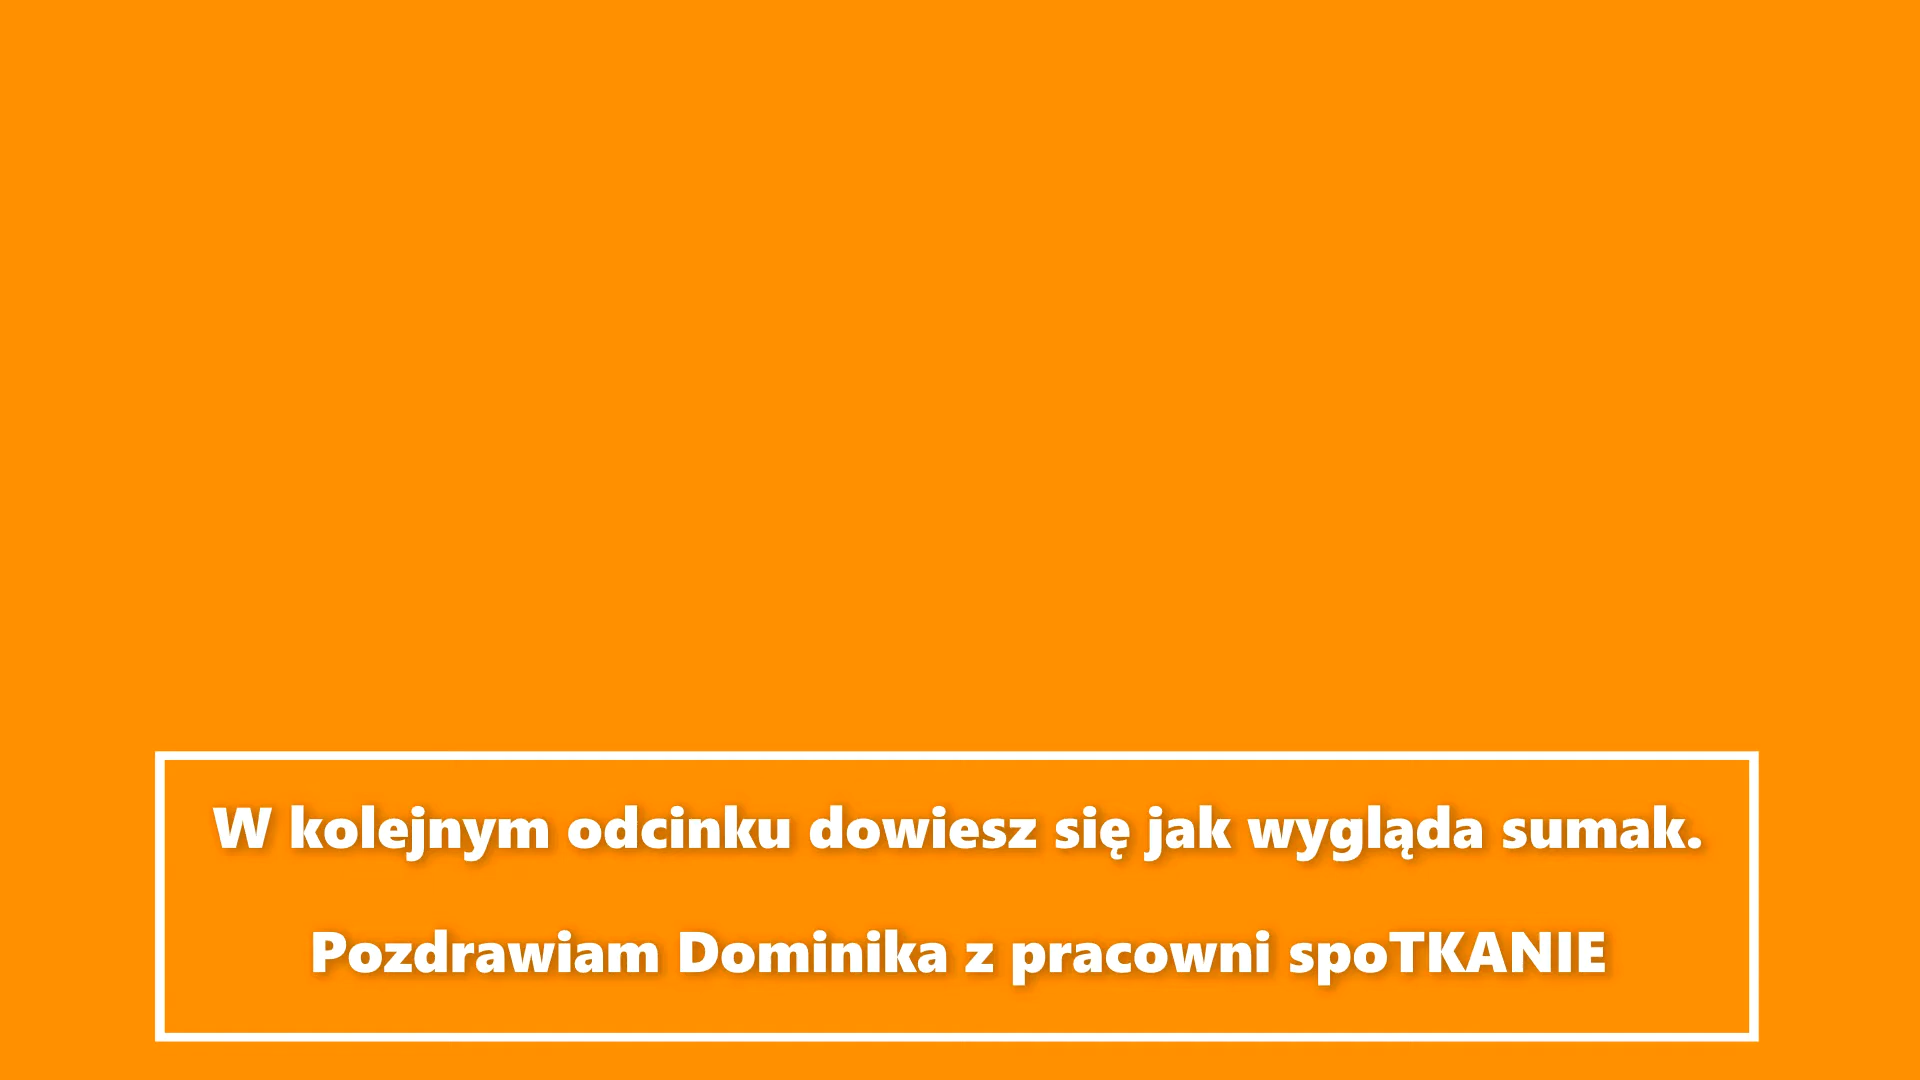 W kolejnym odcinku dowiesz się jak wygląda sumak.
Pozdrawiam Dominika z pracowni spoTKANIE